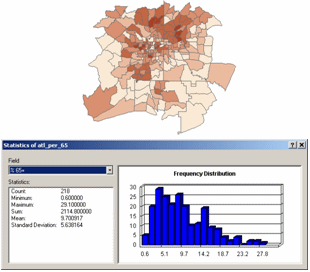 Statistics of atl_per_65
Field
% 65+
Statistics:
Count: 218
Minimum: 0.600000
Maximum: 29.100000
Sum: 2114.800000
Mean: 9.700917
Standard Deviation: 5.638164
Frequency Distribution
30
25
20
15
10
5
0
0.6 5.1 9.7 14.2 18.7 23.2 27.8